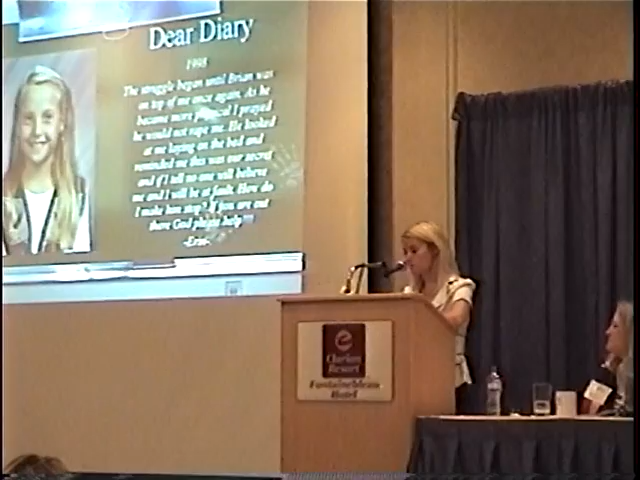 Dear Diary
1998
The struggle began until Brian was
on top of me once again. As he
became more and I prayed
he would not rape me. He looked
at me laying on the bed and
reminded me this was our secret
and if I tell no one will believe
me and I will be at fault. How do
I make him stop? If you are out
there God please help!!!
-Erin-
Clarion
Resort
Fontainebleau
Hotel